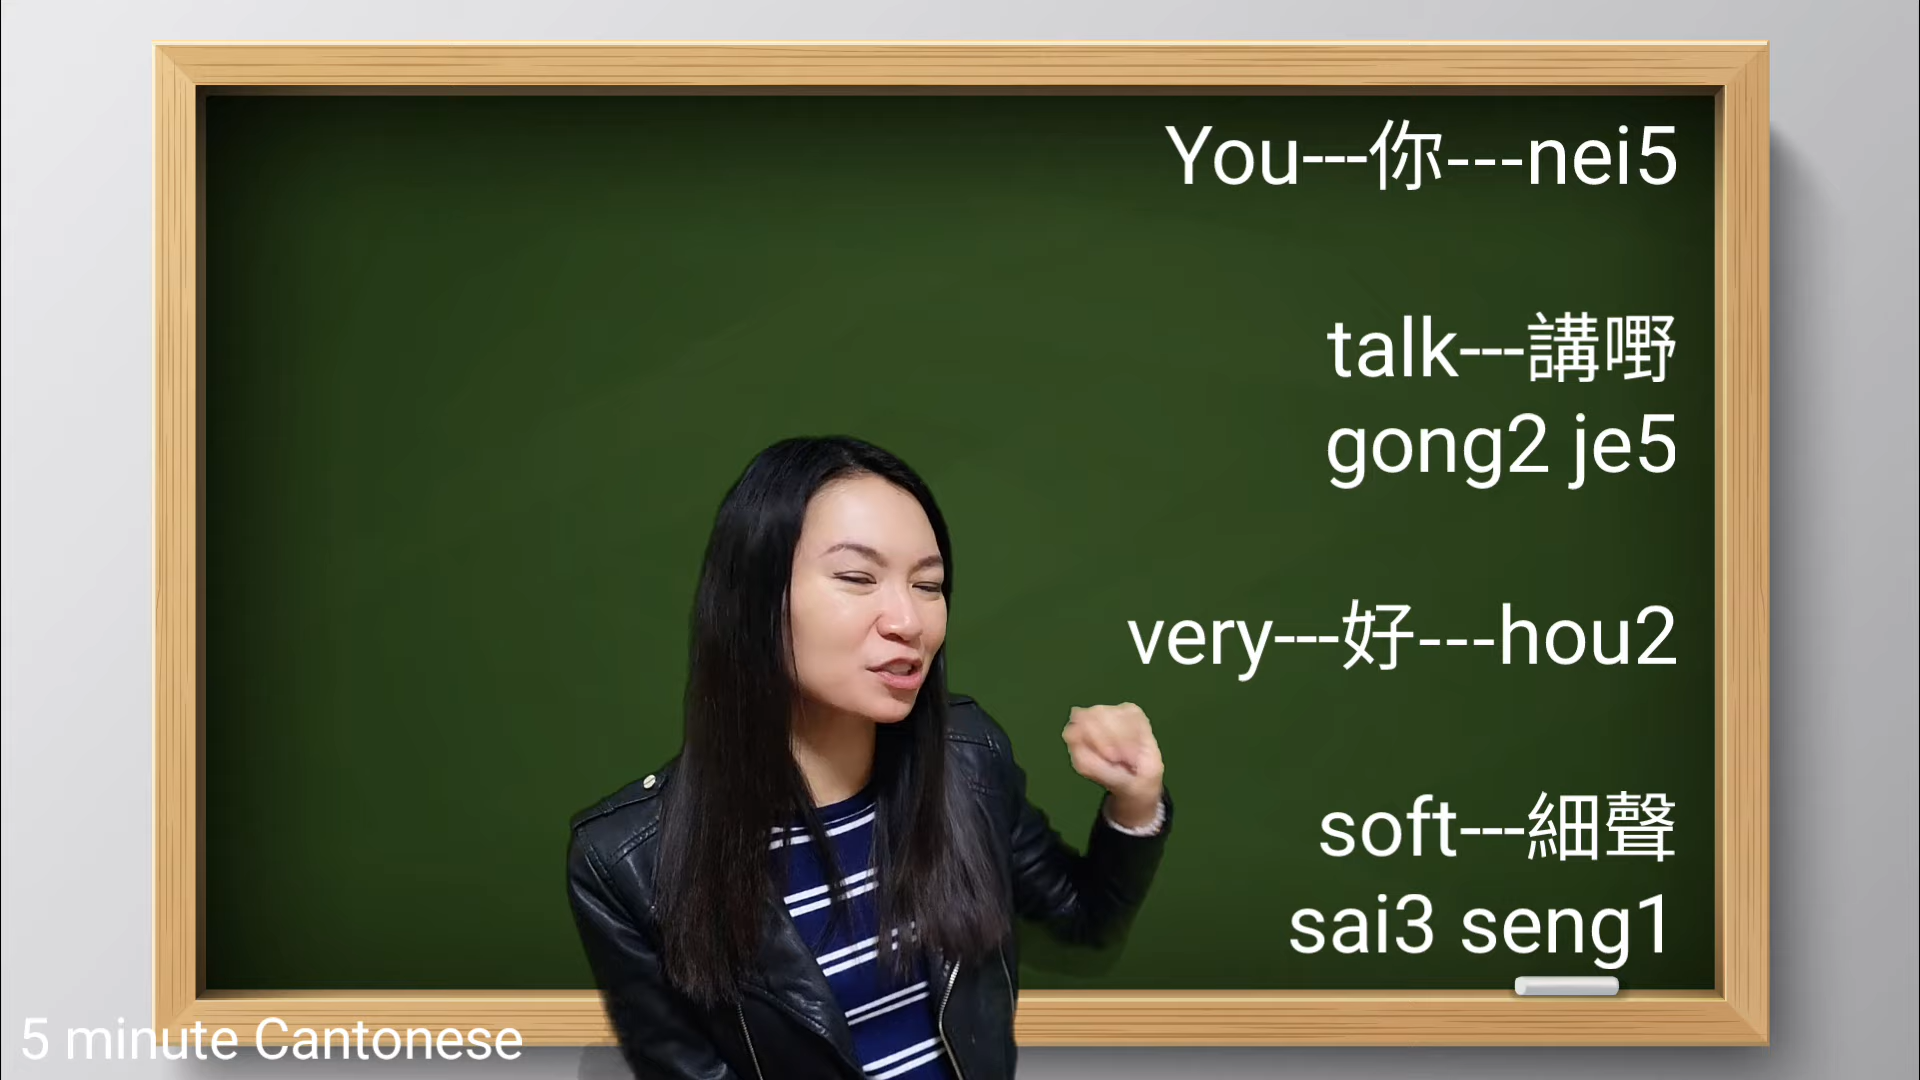 You---你---nei5
talk---講嘢
gong2 je5
very---好---hou2
soft---細聲
sai3 seng1
5 minute Cantonese